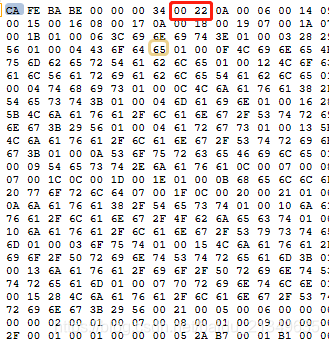 CA FE BA BE 00 00 00 34 00 22 0A 00 06 00 14 09
00 15 00 16 08 00 17 0A 00 18 00 19 07 00 1A 07
00 1B 01 00 06 3C 69 6E 69 74 3E 01 00 03 28 29
56 01 00 04 43 6F 64 65 01 00 0F 4C 69 6E 65 4E
75 6D 62 65 72 54 61 62 6C 65 01 00 12 4C 6F 63
61 6C 56 61 72 69 61 62 6C 65 54 61 62 6C 65 01
00 04 74 68 69 73 01 00 0C 4C 6A 61 76 61 38 2F
54 65 73 74 3B 01 00 04 6D 61 69 6E 01 00 16 28
5B 4C 6A 61 76 61 2F 6C 61 6E 67 2F 53 74 72 69
6E 67 3B 29 56 01 00 04 61 72 67 73 01 00 13 5B
4C 6A 61 76 61 2F 6C 61 6E 67 2F 53 74 72 69 6E
67 3B 01 00 0A 53 6F 75 72 63 65 46 69 6C 65 01
00 09 54 65 73 74 2E 6A 61 76 61 0C 00 07 00 08
07 00 1C 0C 00 1D 00 1E 01 00 0B 68 65 6C 6C 6F
20 77 6F 72 6C 64 07 00 1F 0C 00 20 00 21 01 00
0A 6A 61 76 61 38 2F 54 65 73 74 01 00 10 6A 61
76 61 2F 6C 61 6E 67 2F 4F 62 6A 65 63 74 01 00
10 6A 61 76 61 2F 6C 61 6E 67 2F 53 79 73 74 65
6D 01 00 03 6F 75 74 01 00 15 4C 6A 61 76 61 2F
69 6F 2F 50 72 69 6E 74 53 74 72 65 61 6D 3B 01
00 13 6A 61 76 61 2F 69 6F 2F 50 72 69 6E 74 53
74 72 65 61 6D 01 00 07 70 72 69 6E 74 6C 6E 01
00 15 28 4C 6A 61 76 61 2F 6C 61 6E 67 2F 53 74
72 69 6E 67 3B 29 56 00 21 00 05 00 06 00 00 00
00 00 02 00 01 00 07 00 08 00 01 00 09 00 00 00
2F 00 01 00 01 00 00 00 05 2A B7 00 01 B1 00 00